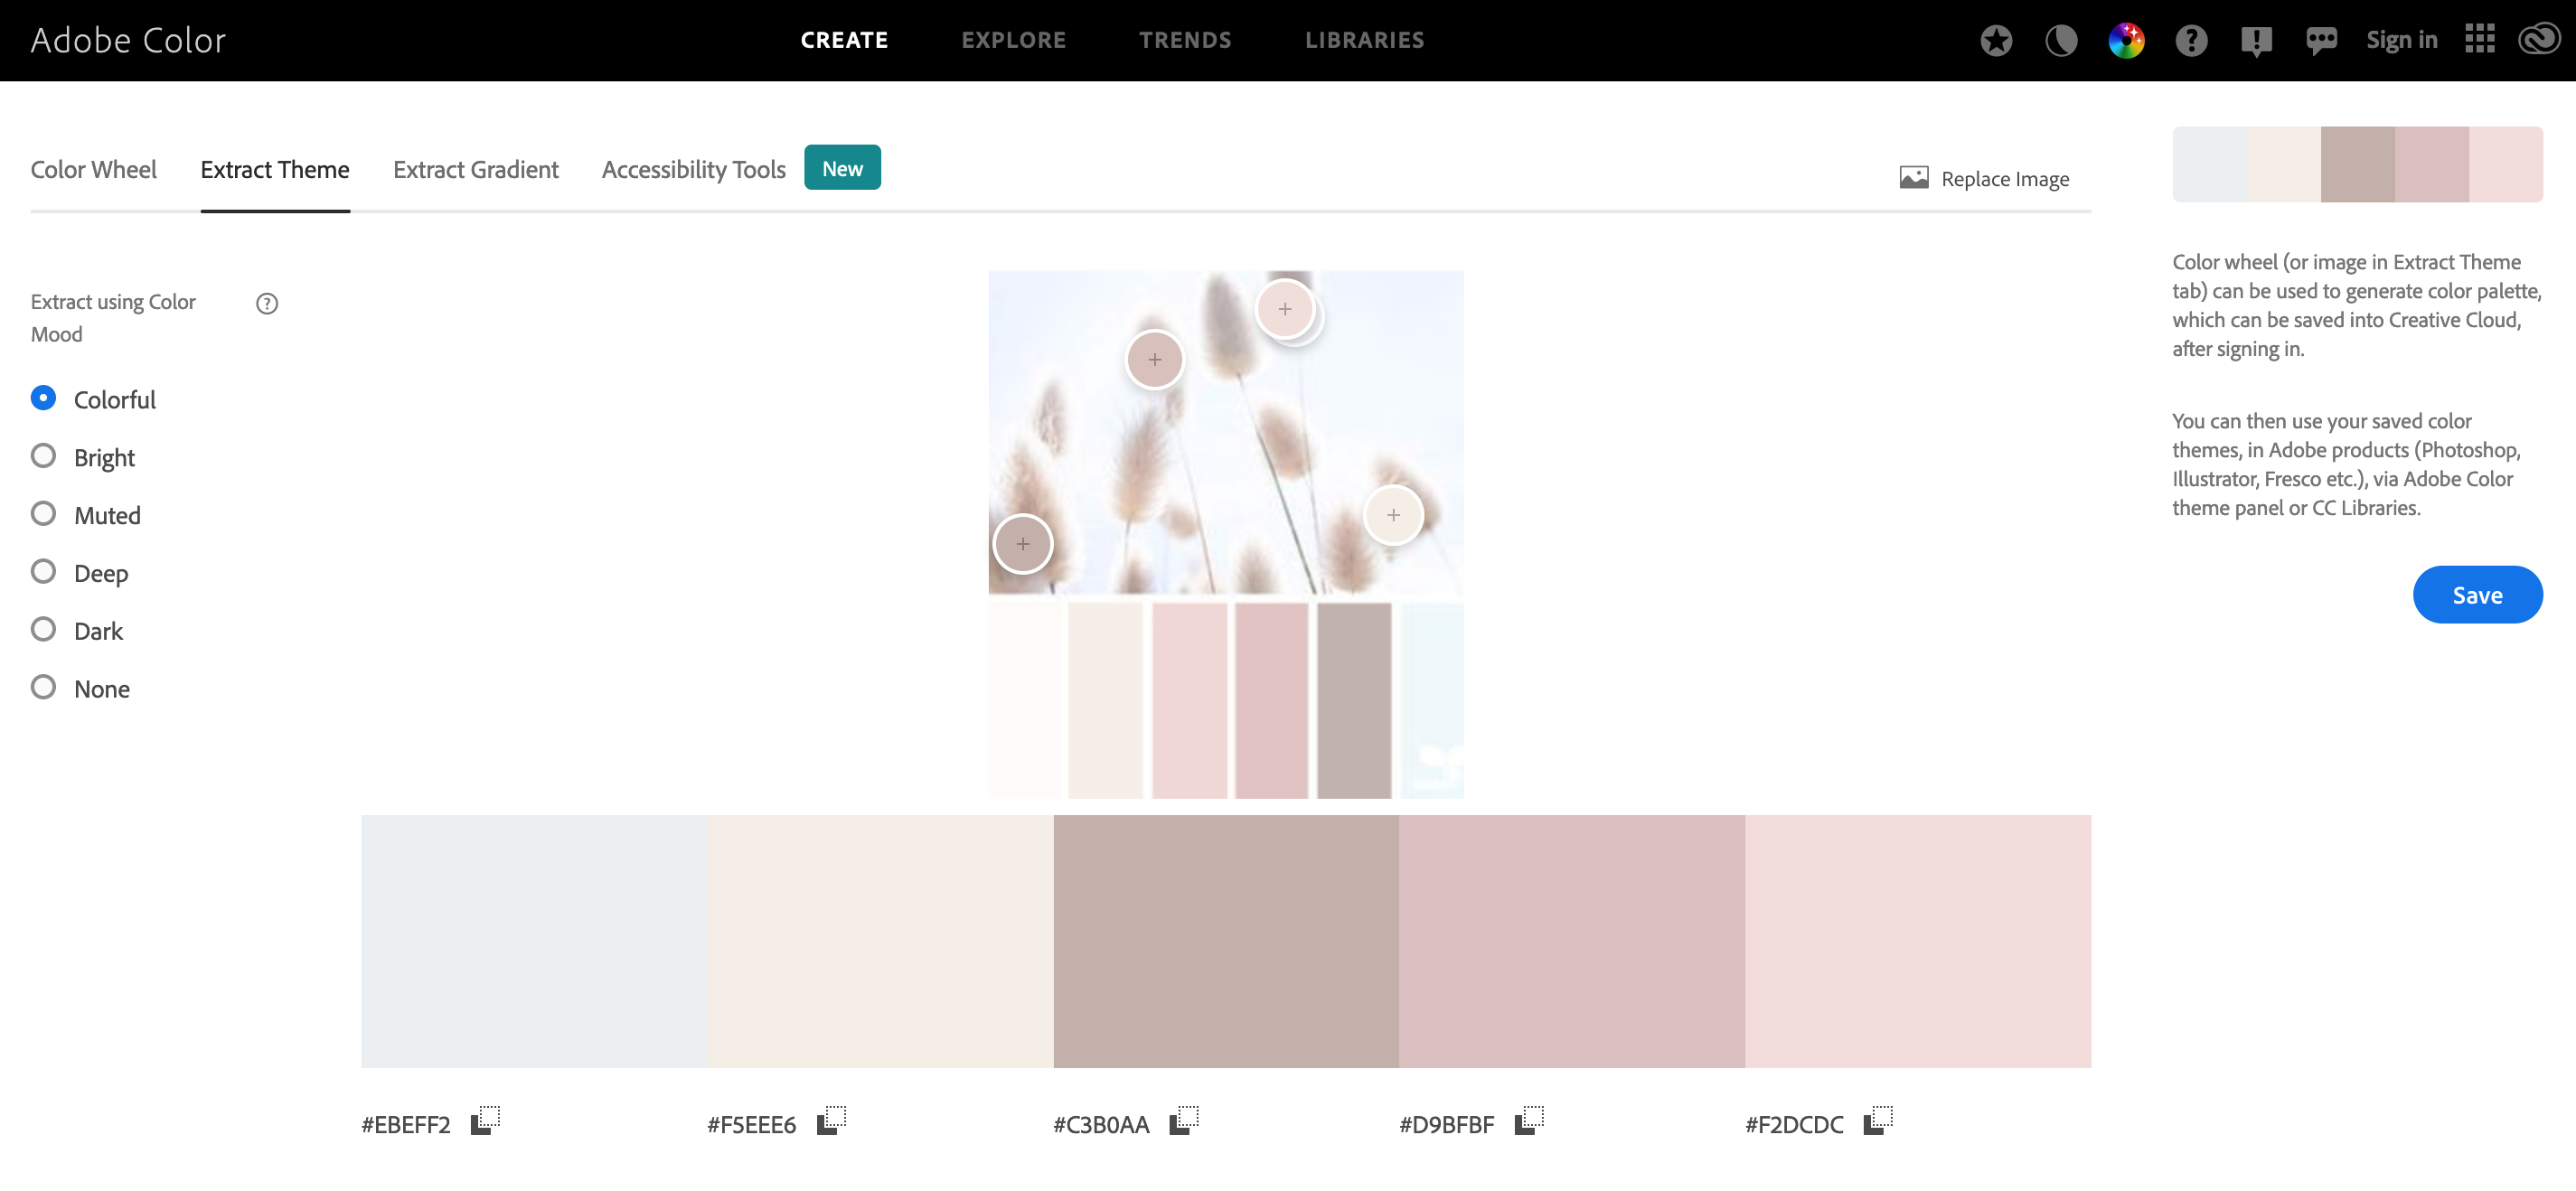 Adobe Color
CREATE
EXPLORE
TRENDS
LIBRARIES
Sign in
Color Wheel
Extract Theme
Extract Gradient
Accessibility Tools
New
Replace Image
Extract using Color
Mood
Colorful
Bright
Muted
Deep
Dark
None
Color wheel (or image in Extract Theme
tab) can be used to generate color palette,
which can be saved into Creative Cloud,
after signing in.
You can then use your saved color
themes, in Adobe products (Photoshop,
Illustrator, Fresco etc.), via Adobe Color
theme panel or CC Libraries.
Save
#EBEFF2
#F5EEE6
#C3B0AA
#D9BFBF
#F2DCDC